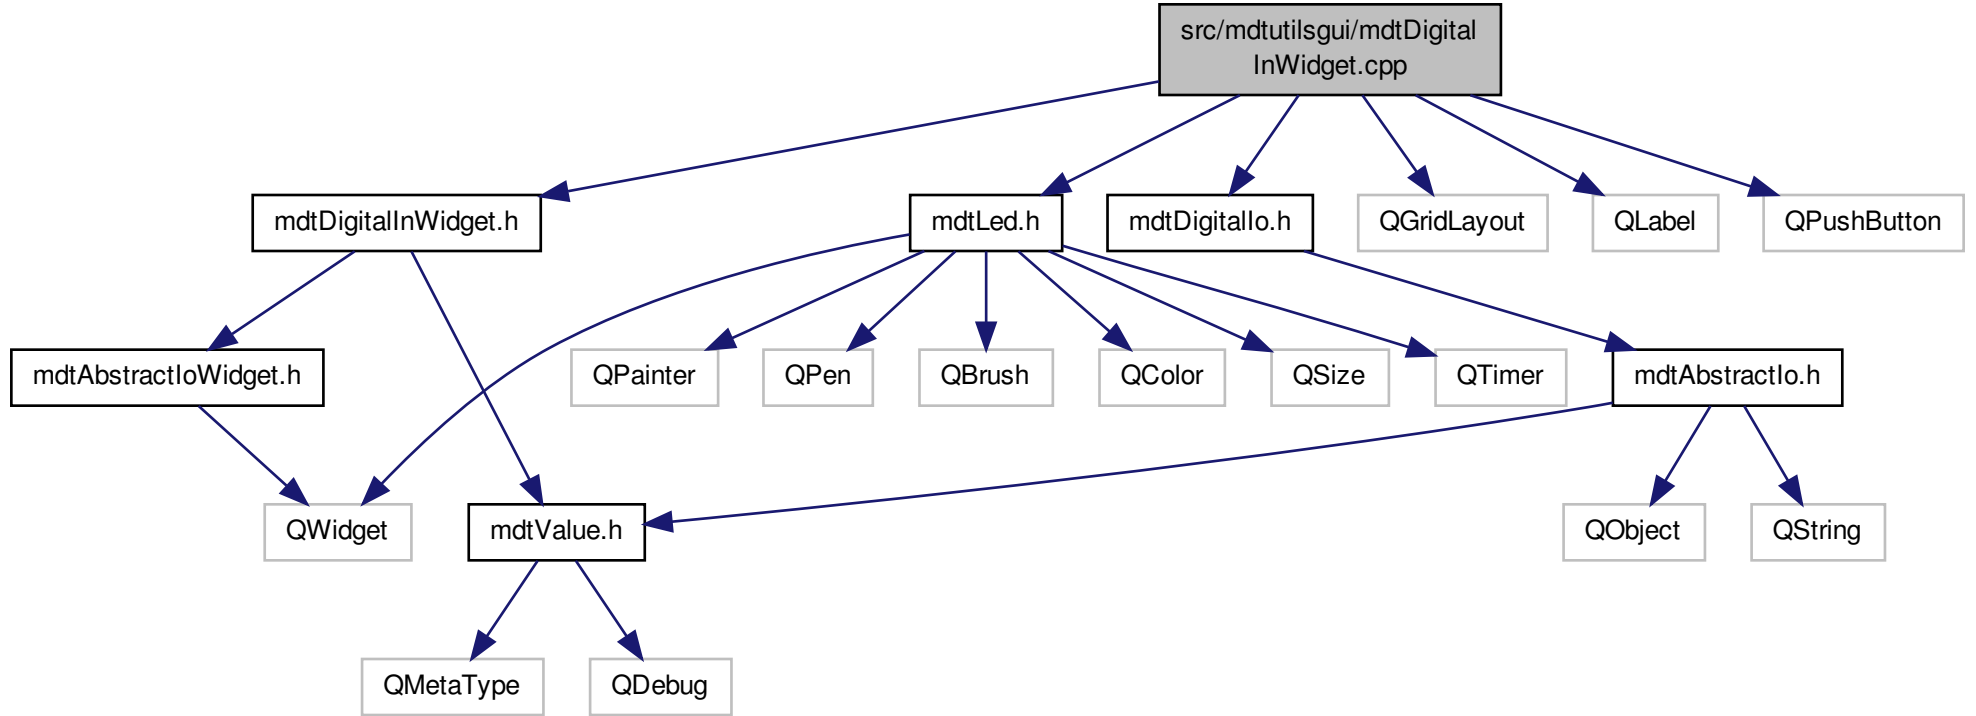 src/mdtutilsgui/mdtDigital
InWidget.cpp
mdtDigitalInWidget.h
mdtLed.h
mdtDigitalIo.h
QGridLayout
QLabel
QPushButton
mdtAbstractIoWidget.h
QPainter
QPen
QBrush
QColor
QSize
QTimer
mdtAbstractIo.h
QWidget
mdtValue.h
QObject
QString
QMetaType
QDebug